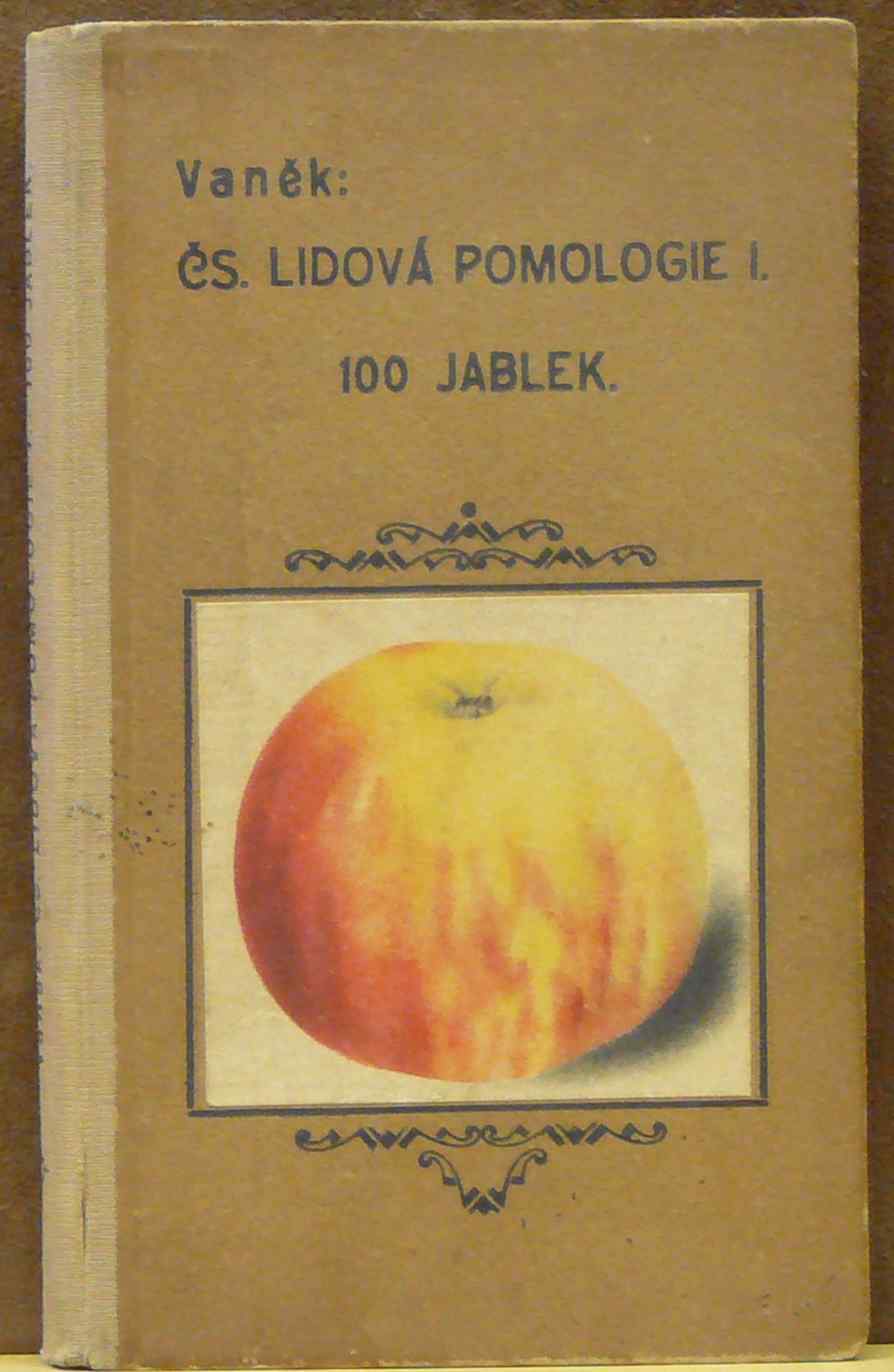 Vaněk:
ČS. LIDOVÁ POMOLOGIE I.
100 JABLEK.